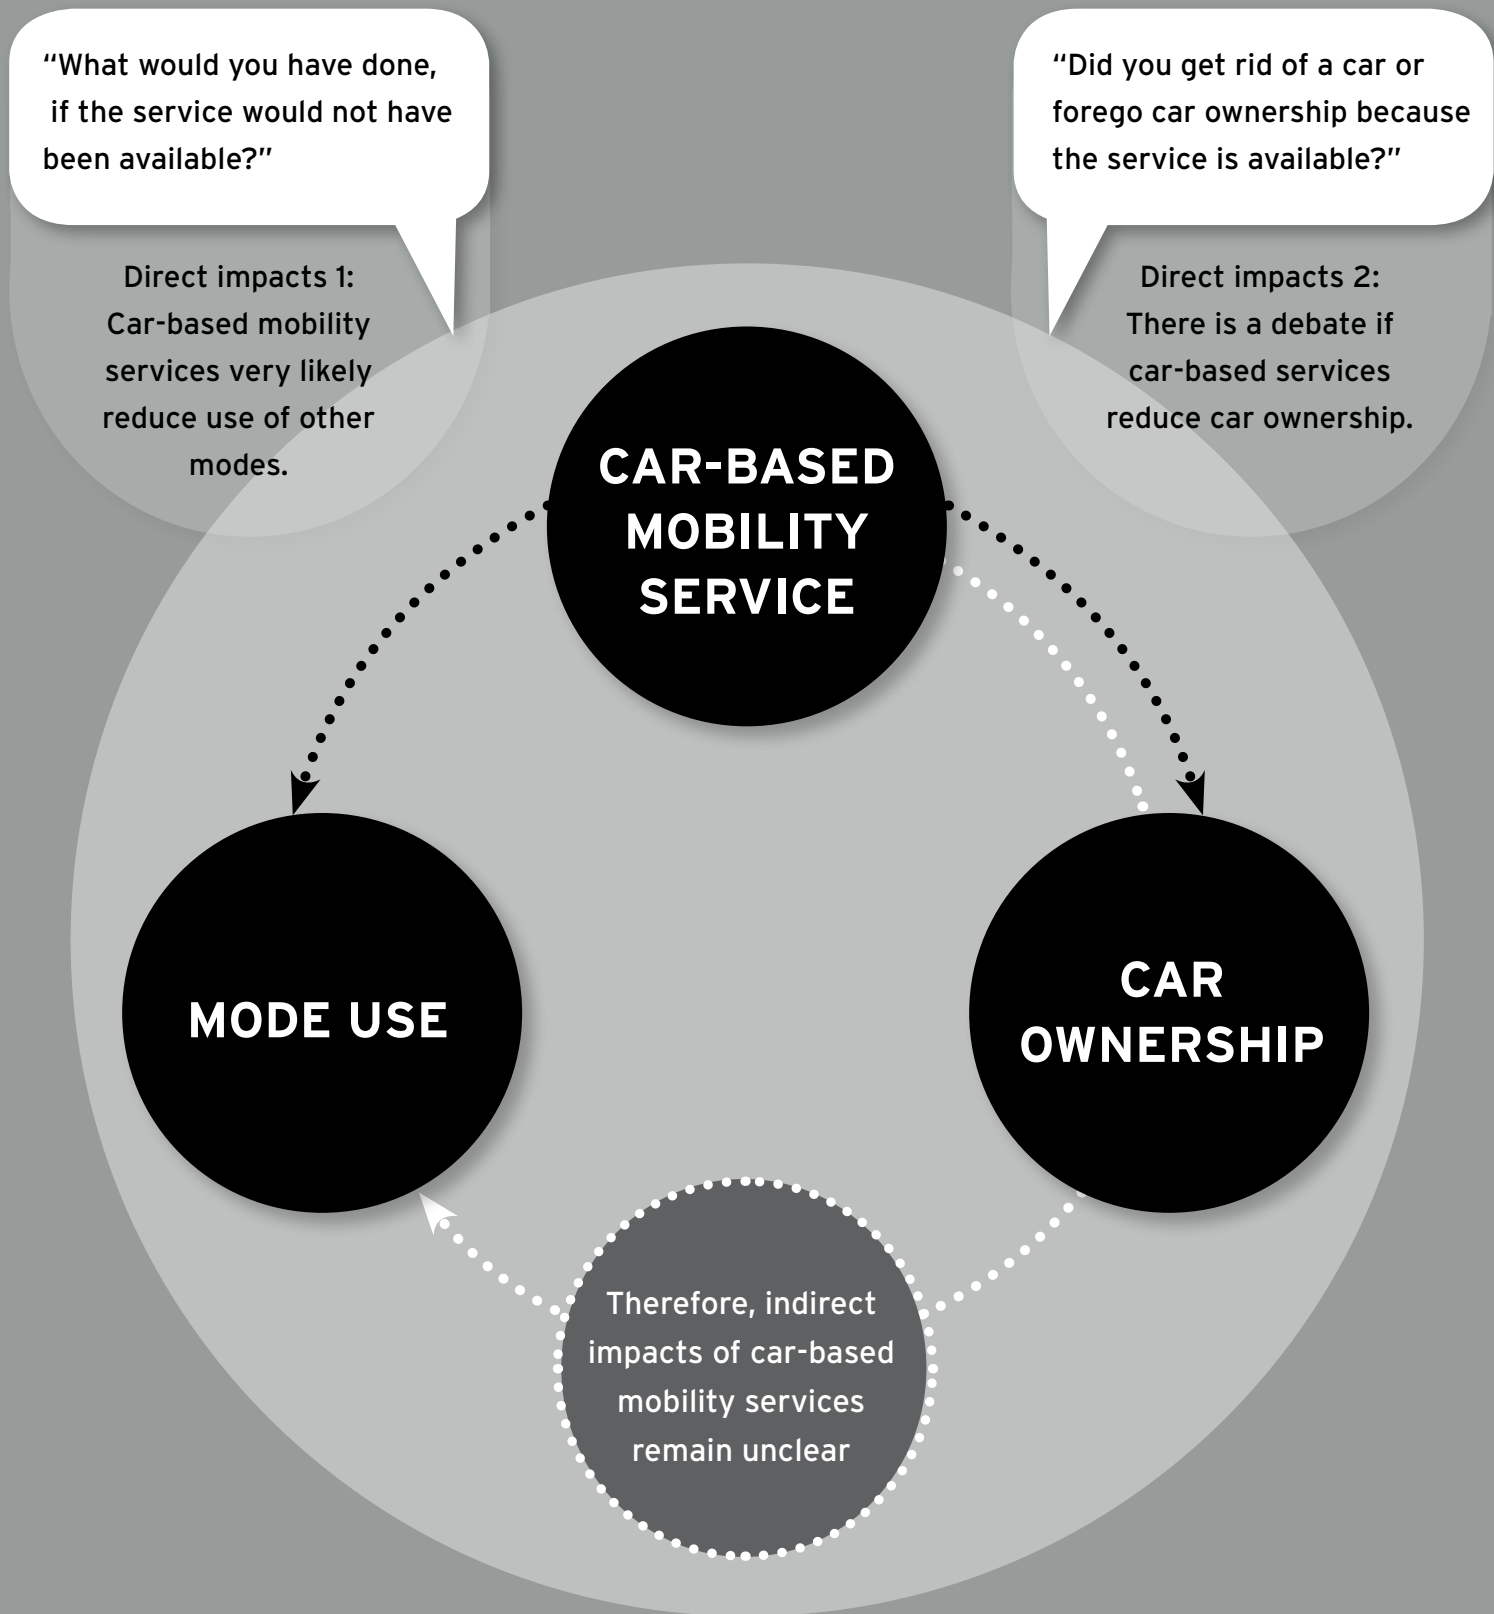 “What would you have done,
if the service would not have
been available?”
“Did you get rid of a car or
forego car ownership because
the service is available?”
Direct impacts 1:
Car-based mobility
services very likely
reduce use of other
modes.
Direct impacts 2:
There is a debate if
car-based services
reduce car ownership.
CAR-BASED
MOBILITY
SERVICE
MODE USE
CAR
OWNERSHIP
Therefore, indirect
impacts of car-based
mobility services
remain unclear